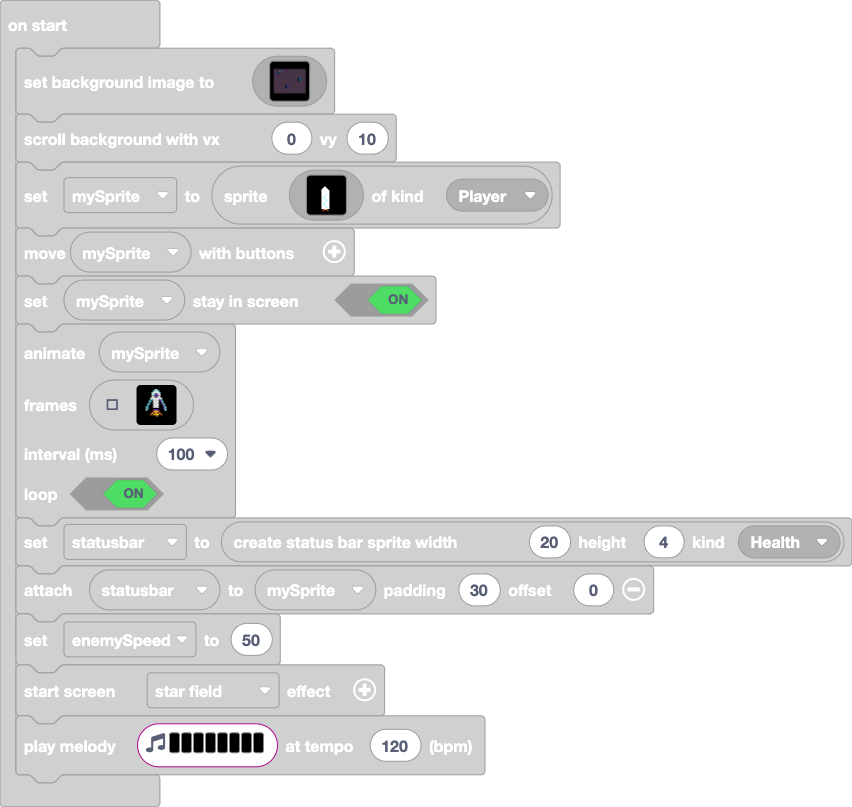 on start
set background image to
scroll background with vx 0 vy 10
set mySprite to sprite of kind Player
move mySprite with buttons
set mySprite stay in screen ON
animate mySprite
frames
interval (ms) 100
loop ON
set statusbar to create status bar sprite width 20 height 4 kind Health
attach statusbar to mySprite padding 30 offset 0
set enemySpeed to 50
start screen star field effect
play melody at tempo 120 (bpm)